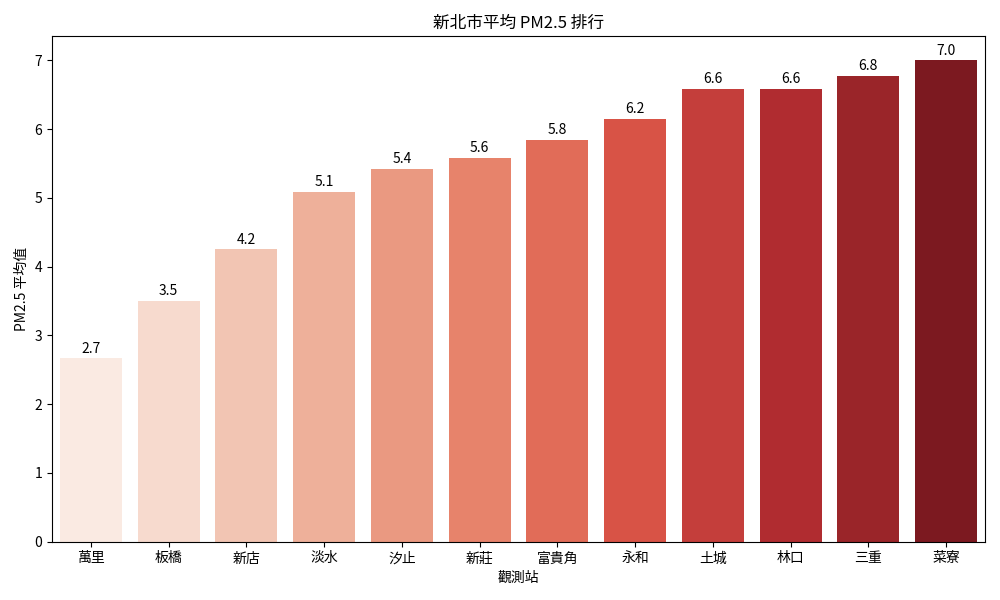 新北市平均 PM2.5 排行
PM2.5 平均值
7
6
5
4
3
2
1
0
2.7
3.5
4.2
5.1
5.4
5.6
5.8
6.2
6.6
6.6
6.8
7.0
萬里
板橋
新店
淡水
汐止
新莊
富貴角
永和
土城
林口
三重
菜寮
觀測站